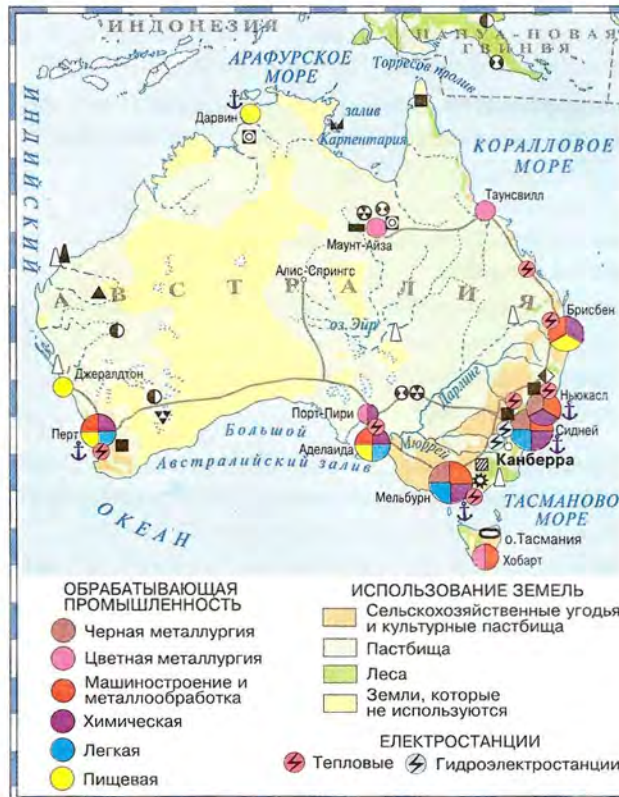 ИНДОНЕЗИЯ
ПАПУА-НОВАЯ
ГВИНЕЯ
АРАФУРСКОЕ
МОРЕ
Торресов пролив
Дарвин
залив
Карпентария
КОРАЛЛОВОЕ
МОРЕ
ИНДИЙСКИЙ
Таунсвилл
Маунт-Айза
Алис-Спрингс
АВСТРАЛИЯ
оз. Эйр
Брисбен
Джералдтон
Дарлинг
Ньюкасл
Порт-Пири
Перт
Большой
Австралийский залив
Аделаида
Муррей
Сидней
Канберра
Мельбурн
ТАСМАНОВО
МОРЕ
ОКЕАН
о.Тасмания
Хобарт
ОБРАБАТЫВАЮЩАЯ
ПРОМЫШЛЕННОСТЬ
Черная металлургия
Цветная металлургия
Машиностроение и
металлообработка
Химическая
Легкая
Пищевая
ИСПОЛЬЗОВАНИЕ ЗЕМЕЛЬ
Сельскохозяйственные угодья
и культурные пастбища
Пастбища
Леса
Земли, которые
не используются
ЕЛЕКТРОСТАНЦИИ
Тепловые
Гидроэлектростанции